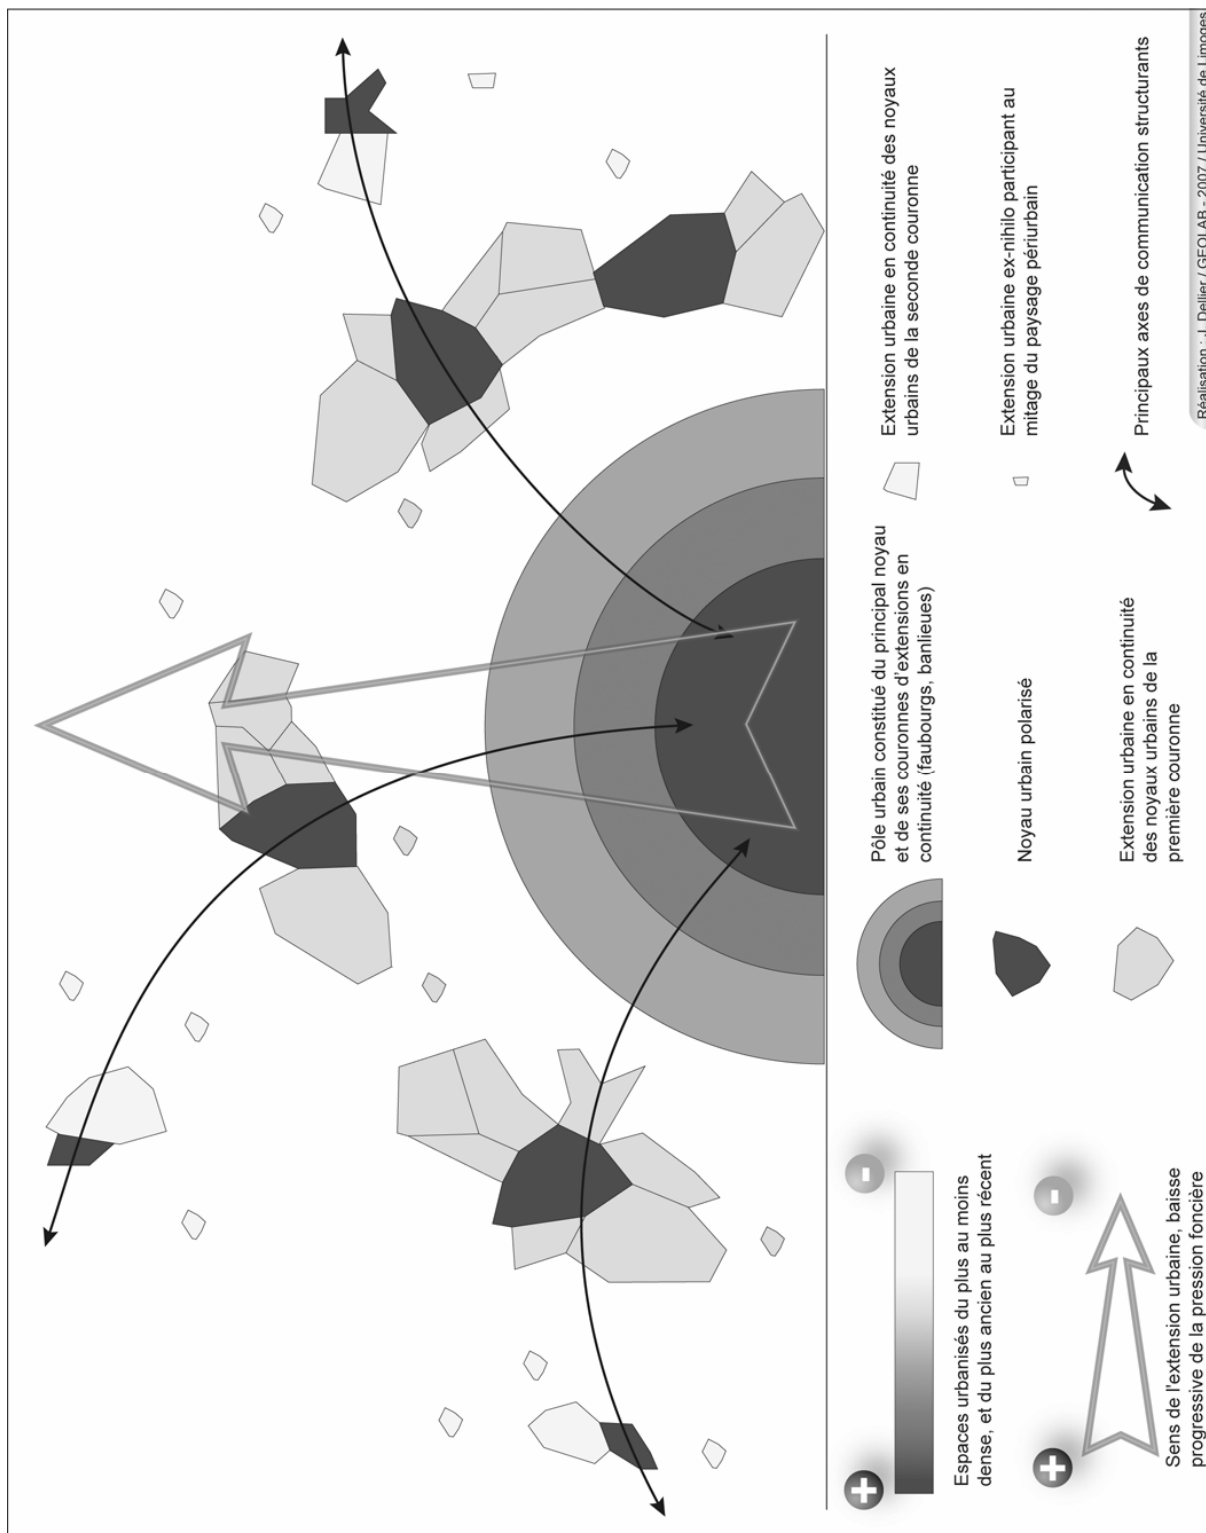 + -
Espaces urbanisés du plus au moins
dense, et du plus ancien au plus récent
+ -
Sens de l'extension urbaine, baisse
progressive de la pression foncière
Pôle urbain constitué du principal noyau
et de ses couronnes d'extensions en
continuité (faubourgs, banlieues)
Noyau urbain polarisé
Extension urbaine en continuité
des noyaux urbains de la
première couronne
Extension urbaine en continuité des noyaux
urbains de la seconde couronne
Extension urbaine ex-nihilo participant au
mitage du paysage périurbain
Principaux axes de communication structurants
Réalisation : J. Dellier / GEOLAB - 2007 / Université de Limoges